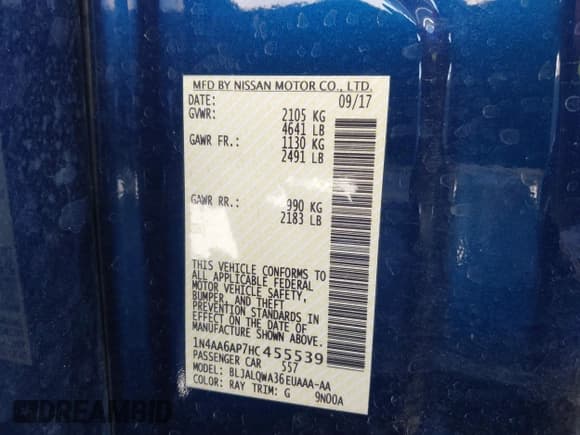 MFD BY NISSAN MOTOR CO., LTD.
DATE: 09/17
GVWR: 2105 KG
4641 LB
GAWR FR.: 1130 KG
2491 LB
GAWR RR.: 990 KG
2183 LB
THIS VEHICLE CONFORMS TO
ALL APPLICABLE FEDERAL
MOTOR VEHICLE SAFETY,
BUMPER, AND THEFT
PREVENTION STANDARDS IN
EFFECT ON THE DATE OF
MANUFACTURE SHOWN ABOVE.
1N4AA6AP7HC455539
PASSENGER CAR 557
MODEL: BLJALQWA36EUAAA-AA
COLOR: RAY TRIM: G 9N00A
DREAMBID